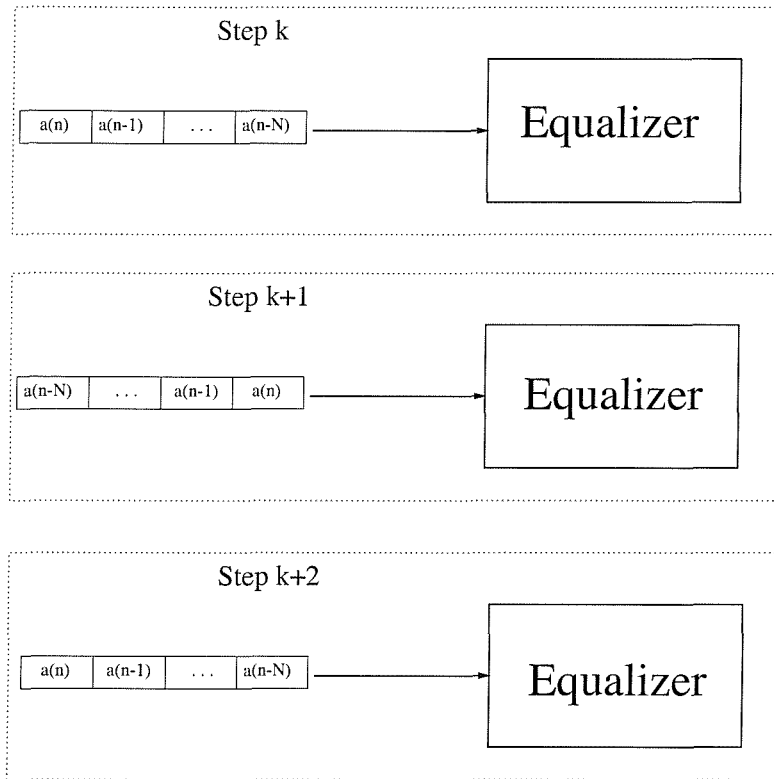 Step k
a(n) a(n-1) ... a(n-N)
Equalizer
Step k+1
a(n-N) ... a(n-1) a(n)
Equalizer
Step k+2
a(n) a(n-1) ... a(n-N)
Equalizer